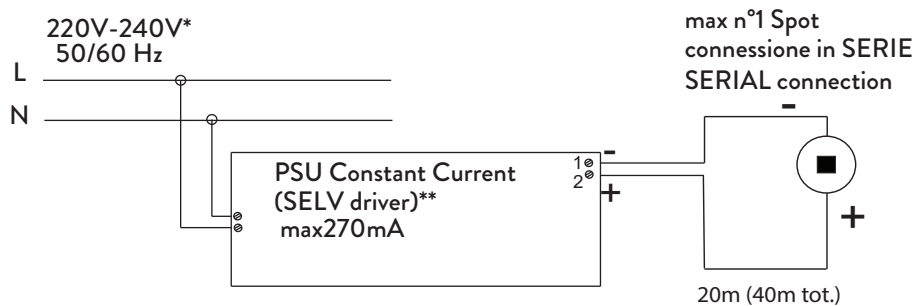 220V-240V*
50/60 Hz
L
N
max n°1 Spot
connessione in SERIE
SERIAL connection
-
PSU Constant Current
(SELV driver)**
max270mA
1
2
-
+
+
20m (40m tot.)